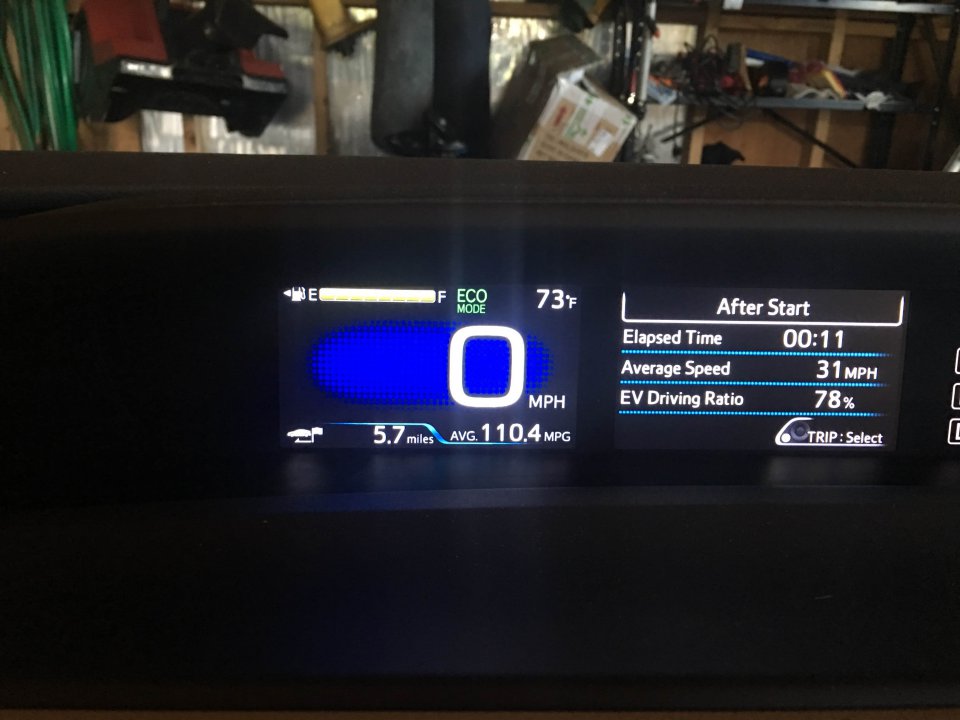 E F ECO MODE 73°F
0 MPH
5.7 miles AVG. 110.4 MPG
After Start
Elapsed Time 00:11
Average Speed 31 MPH
EV Driving Ratio 78%
TRIP : Select